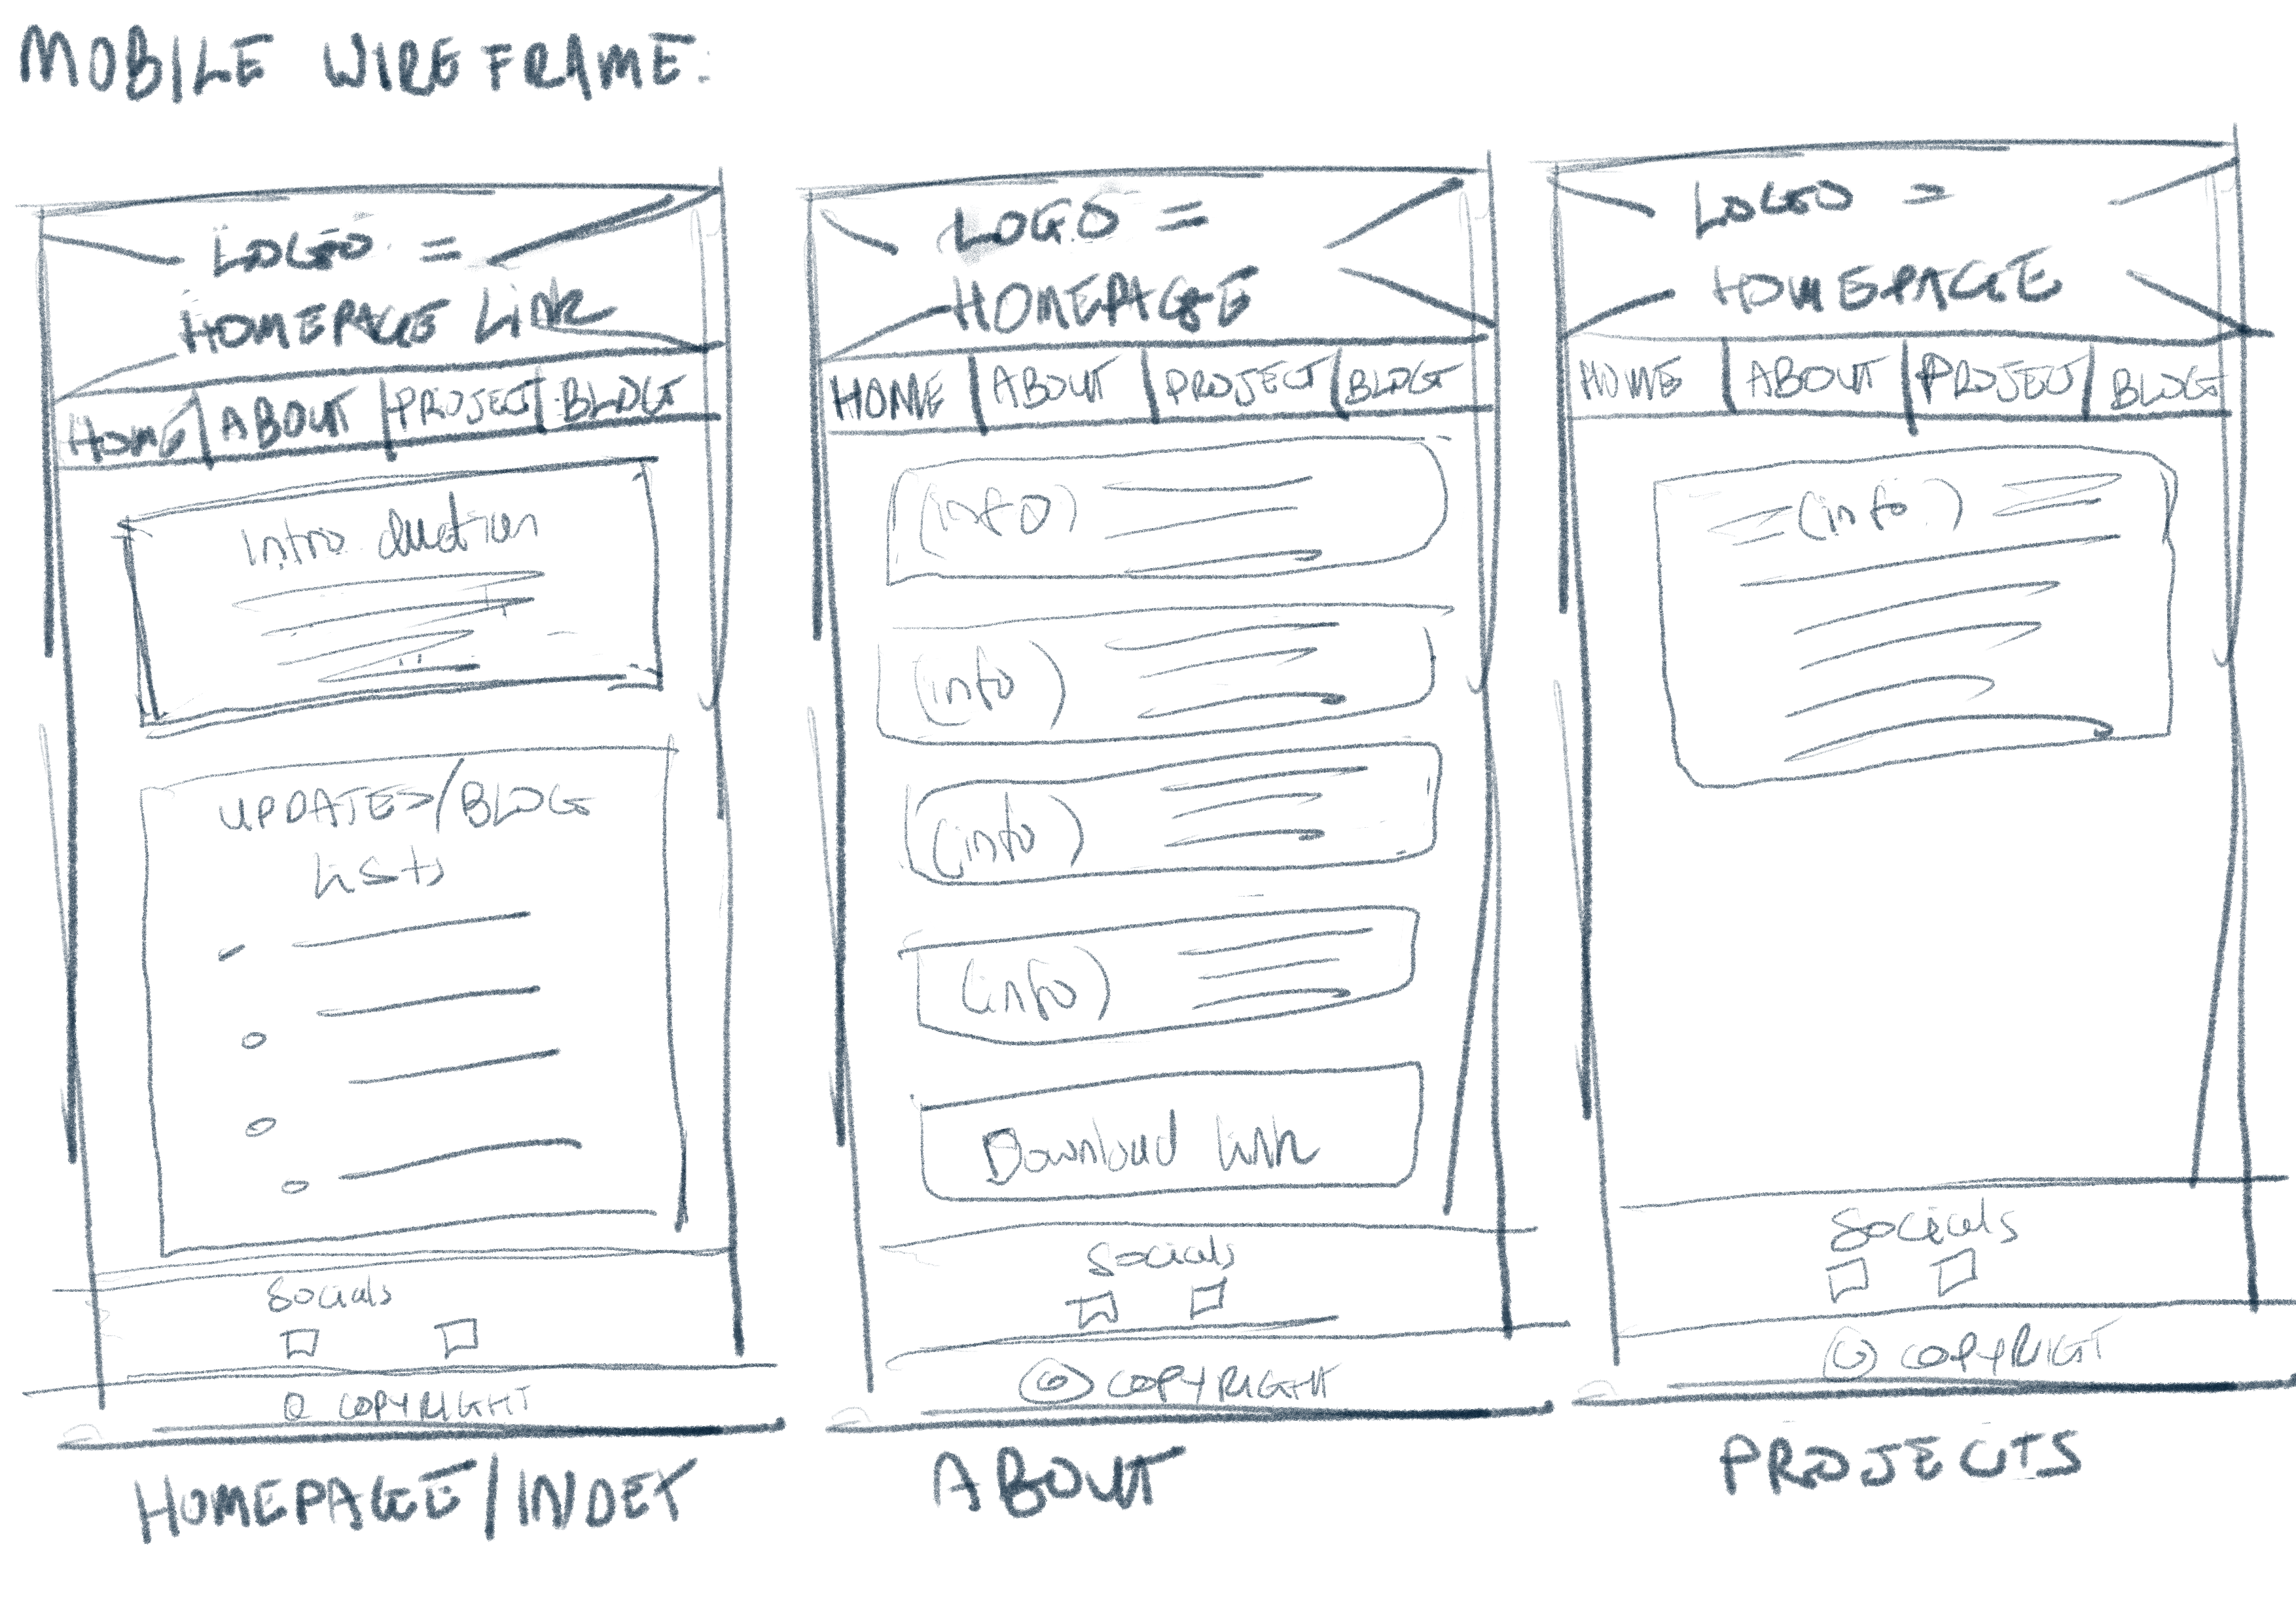 MOBILE WIREFRAME:
LOGO =
HOMEPAGE LINK
HOME ABOUT PROJECT BLOG
Introduction
UPDATES/BLOG
Lists
Socials
© COPYRIGHT
HOMEPAGE/INDEX
LOGO =
HOMEPAGE
HOME ABOUT PROJECT BLOG
(info)
(info)
(info)
(info)
Download link
Socials
© COPYRIGHT
ABOUT
LOGO =
HOMEPAGE
HOME ABOUT PROJECT BLOG
(info)
Socials
© COPYRIGHT
PROJECTS